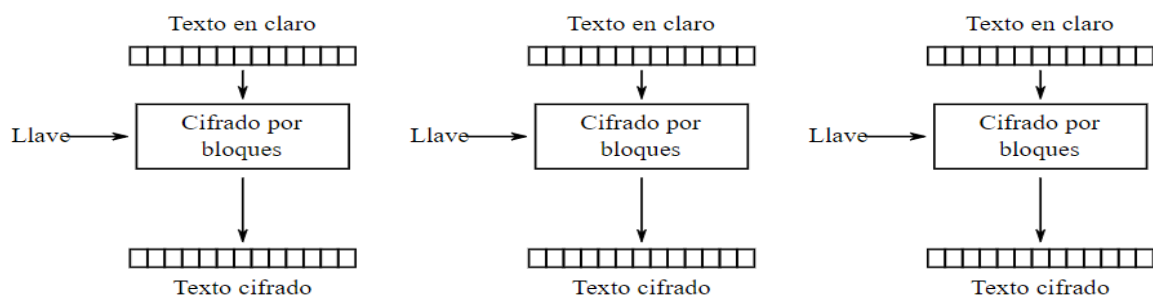 Texto en claro
Texto en claro
Texto en claro
Llave
Cifrado por
bloques
Llave
Cifrado por
bloques
Llave
Cifrado por
bloques
Texto cifrado
Texto cifrado
Texto cifrado